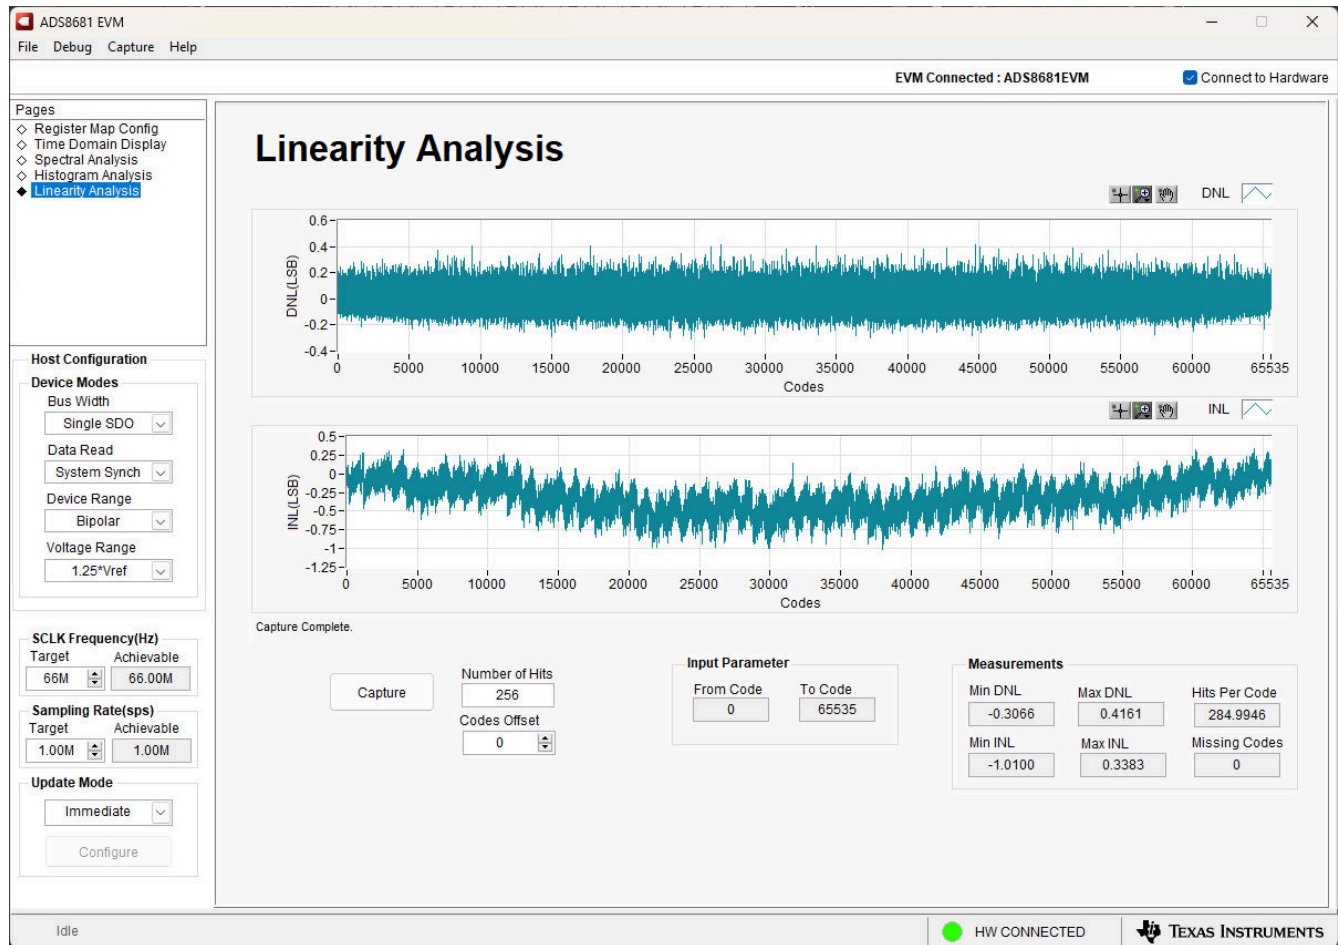 ADS8681 EVM
File Debug Capture Help
EVM Connected : ADS8681EVM Connect to Hardware
Pages
Register Map Config
Time Domain Display
Spectral Analysis
Histogram Analysis
Linearity Analysis
Host Configuration
Device Modes
Bus Width
Single SDO
Data Read
System Synch
Device Range
Bipolar
Voltage Range
1.25*Vref
SCLK Frequency(Hz)
Target Achievable
66M 66.00M
Sampling Rate(sps)
Target Achievable
1.00M 1.00M
Update Mode
Immediate
Configure
Linearity Analysis
DNL
DNL(LSB)
0.6
0.4
0.2
0
-0.2
-0.4
0 5000 10000 15000 20000 25000 30000 35000 40000 45000 50000 55000 60000 65535
Codes
INL
INL(LSB)
0.5
0.25
0
-0.25
-0.5
-0.75
-1
-1.25
0 5000 10000 15000 20000 25000 30000 35000 40000 45000 50000 55000 60000 65535
Codes
Capture Complete.
Capture
Number of Hits
256
Codes Offset
0
Input Parameter
From Code To Code
0 65535
Measurements
Min DNL Max DNL Hits Per Code
-0.3066 0.4161 284.9946
Min INL Max INL Missing Codes
-1.0100 0.3383 0
Idle HW CONNECTED TEXAS INSTRUMENTS